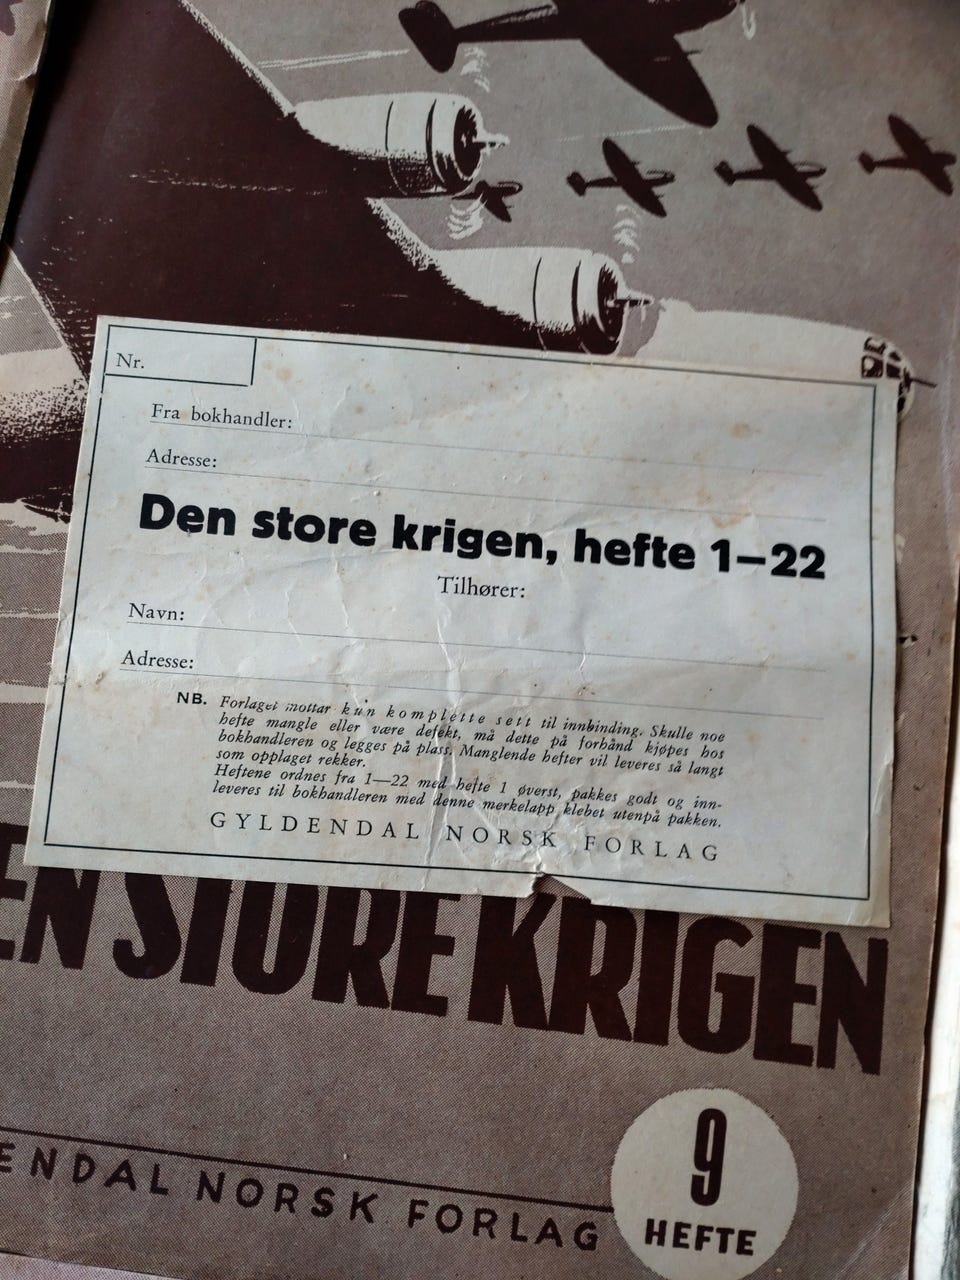 Nr.
Fra bokhandler:
Adresse:
Den store krigen, hefte 1—22
Tilhører:
Navn:
Adresse:
NB. Forlaget mottar kun komplette sett til innbinding. Skulle noe
hefte mangle eller være defekt, må dette på forhånd kjøpes hos
bokhandleren og legges på plass. Manglende hefter vil leveres så langt
som opplaget rekker.
Heftene ordnes fra 1—22 med hefte 1 øverst, pakkes godt og inn-
leveres til bokhandleren med denne merkelapp klebet utenpå pakken.
GYLDENDAL NORSK FORLAG
EN STORE KRIGEN
ENDAL NORSK FORLAG
9
HEFTE